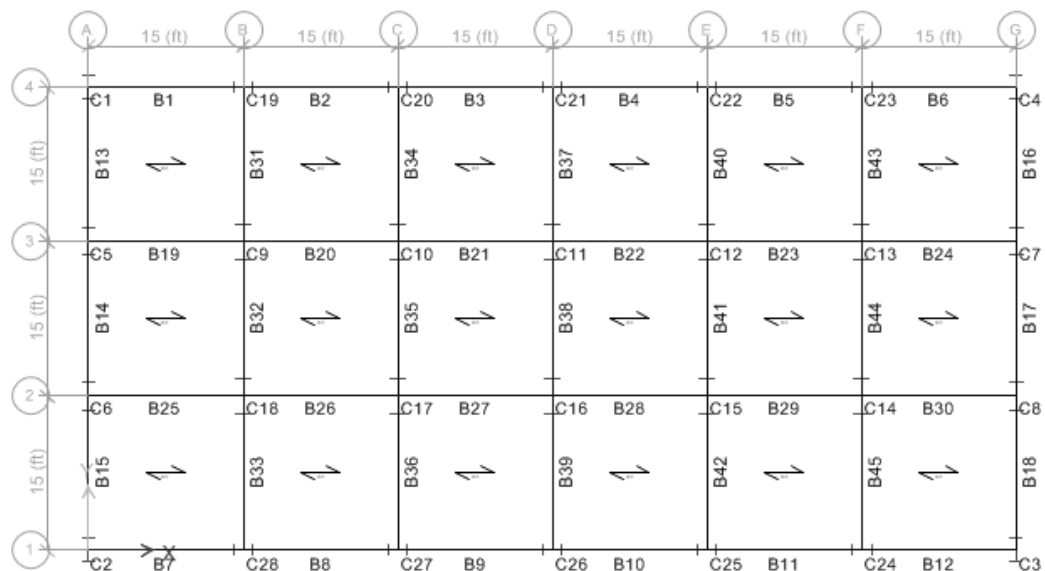 A B C D E F G
15 (ft) 15 (ft) 15 (ft) 15 (ft) 15 (ft) 15 (ft)
4
C1 B1 C19 B2 C20 B3 C21 B4 C22 B5 C23 B6 C4
15 (ft) B13 B31 B34 B37 B40 B43 B16
3
C5 B19 C9 B20 C10 B21 C11 B22 C12 B23 C13 B24 C7
15 (ft) B14 B32 B35 B38 B41 B44 B17
2
C6 B25 C18 B26 C17 B27 C16 B28 C15 B29 C14 B30 C8
15 (ft) B15 B33 B36 B39 B42 B45 B18
Y
1 X
C2 B7 C28 B8 C27 B9 C26 B10 C25 B11 C24 B12 C3